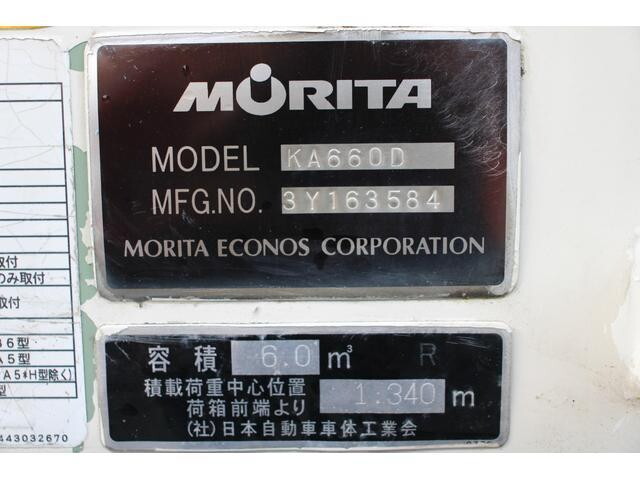 MORITA
MODEL KA660D
MFG.NO. 3Y163584
MORITA ECONOS CORPORATION
容積 6.0 m³ R
積載荷重中心位置
荷箱前端より 1.340 m
(社)日本自動車車体工業会
取付
のみ取付
取付
6型
A5型
A5*H型除く)
443032670